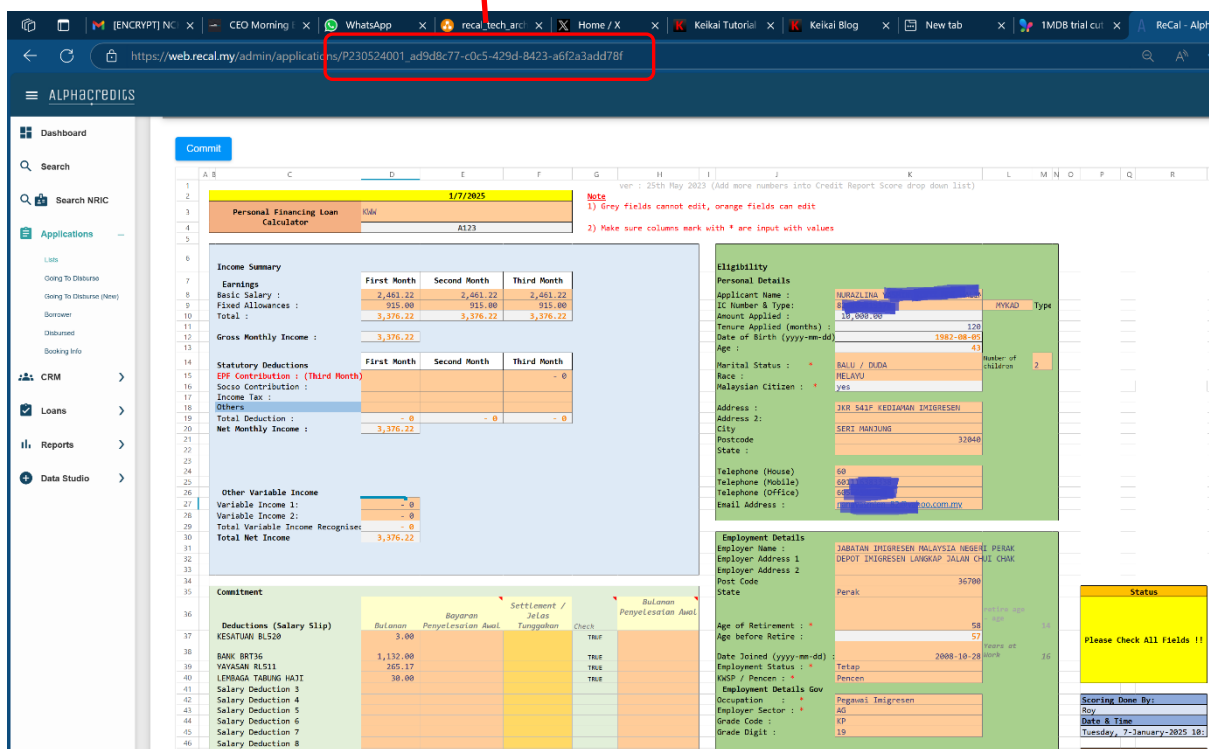 [ENCRYPT] NC
CEO Morning
WhatsApp
recal_tech_arch
Home / X
Keikai Tutorial
Keikai Blog
New tab
1MDB trial cut
ReCal - Alph
https://web.recal.my/admin/applications/P230524001_ad9d8c77-c0c5-429d-8423-a6f2a3add78f
ALPHACREDITS
Dashboard
Search
Search NRIC
Applications
Lists
Going To Disburse
Going To Disburse (New)
Borrower
Disbursed
Booking Info
CRM
Loans
Reports
Data Studio
Commit
A B C D E F G H I J K L M N O P Q R
ver : 25th May 2023 (Add more numbers into Credit Report Score drop down list)
1/7/2025
Note
1) Grey fields cannot edit, orange fields can edit
Personal Financing Loan Calculator
KWW
A123
2) Make sure columns mark with * are input with values
Income Summary
Earnings First Month Second Month Third Month
Basic Salary : 2,461.22 2,461.22 2,461.22
Fixed Allowances : 915.00 915.00 915.00
Total : 3,376.22 3,376.22 3,376.22
Gross Monthly Income : 3,376.22
Statutory Deductions First Month Second Month Third Month
EPF Contribution : (Third Month) - 0
Socso Contribution :
Income Tax :
Others
Total Deduction : - 0 - 0 - 0
Net Monthly Income : 3,376.22
Other Variable Income
Variable Income 1: - 0
Variable Income 2: - 0
Total Variable Income Recognised - 0
Total Net Income 3,376.22
Commitment
Deductions (Salary Slip) Bulanan Bayaran Penyelesaian Awal Settlement / Jelas Tunggakan Check Bulanan Penyelesaian Awal
KESATUAN BL520 3.00 TRUE
BANK BRT36 1,132.00 TRUE
YAYASAN RL511 265.17 TRUE
LEMBAGA TABUNG HAJI 30.00 TRUE
Salary Deduction 3
Salary Deduction 4
Salary Deduction 5
Salary Deduction 6
Salary Deduction 7
Salary Deduction 8
Eligibility
Personal Details
Applicant Name : NURAZLINA
IC Number & Type: MYKAD Type
Amount Applied : 10,000.00
Tenure Applied (months) : 120
Date of Birth (yyyy-mm-dd) 1982-08-05
Age : 43
Marital Status : * BALU / DUDA Number of children 2
Race : MELAYU
Malaysian Citizen : * yes
Address : JKR 541F KEDIAMAN IMIGRESEN
Address 2:
City SERI MANJUNG
Postcode 32040
State :
Telephone (House) 60
Telephone (Mobile)
Telephone (Office)
Email Address : oo.com.my
Employment Details
Employer Name : JABATAN IMIGRESEN MALAYSIA NEGERI PERAK
Employer Address 1 DEPOT IMIGRESEN LANGKAP JALAN CHUI CHAK
Employer Address 2
Post Code 36700
State Perak
retire age - age
Age of Retirement : * 58 14
Age before Retire : 57
Date Joined (yyyy-mm-dd) : 2008-10-28 Years at Work 16
Employment Status : * Tetap
KWSP / Pencen : * Pencen
Employment Details Gov
Occupation : * Pegawai Imigresen
Employer Sector : * AG
Grade Code : KP
Grade Digit : 19
Status
Please Check All Fields !!
Scoring Done By:
Roy
Date & Time
Tuesday, 7-January-2025 10: